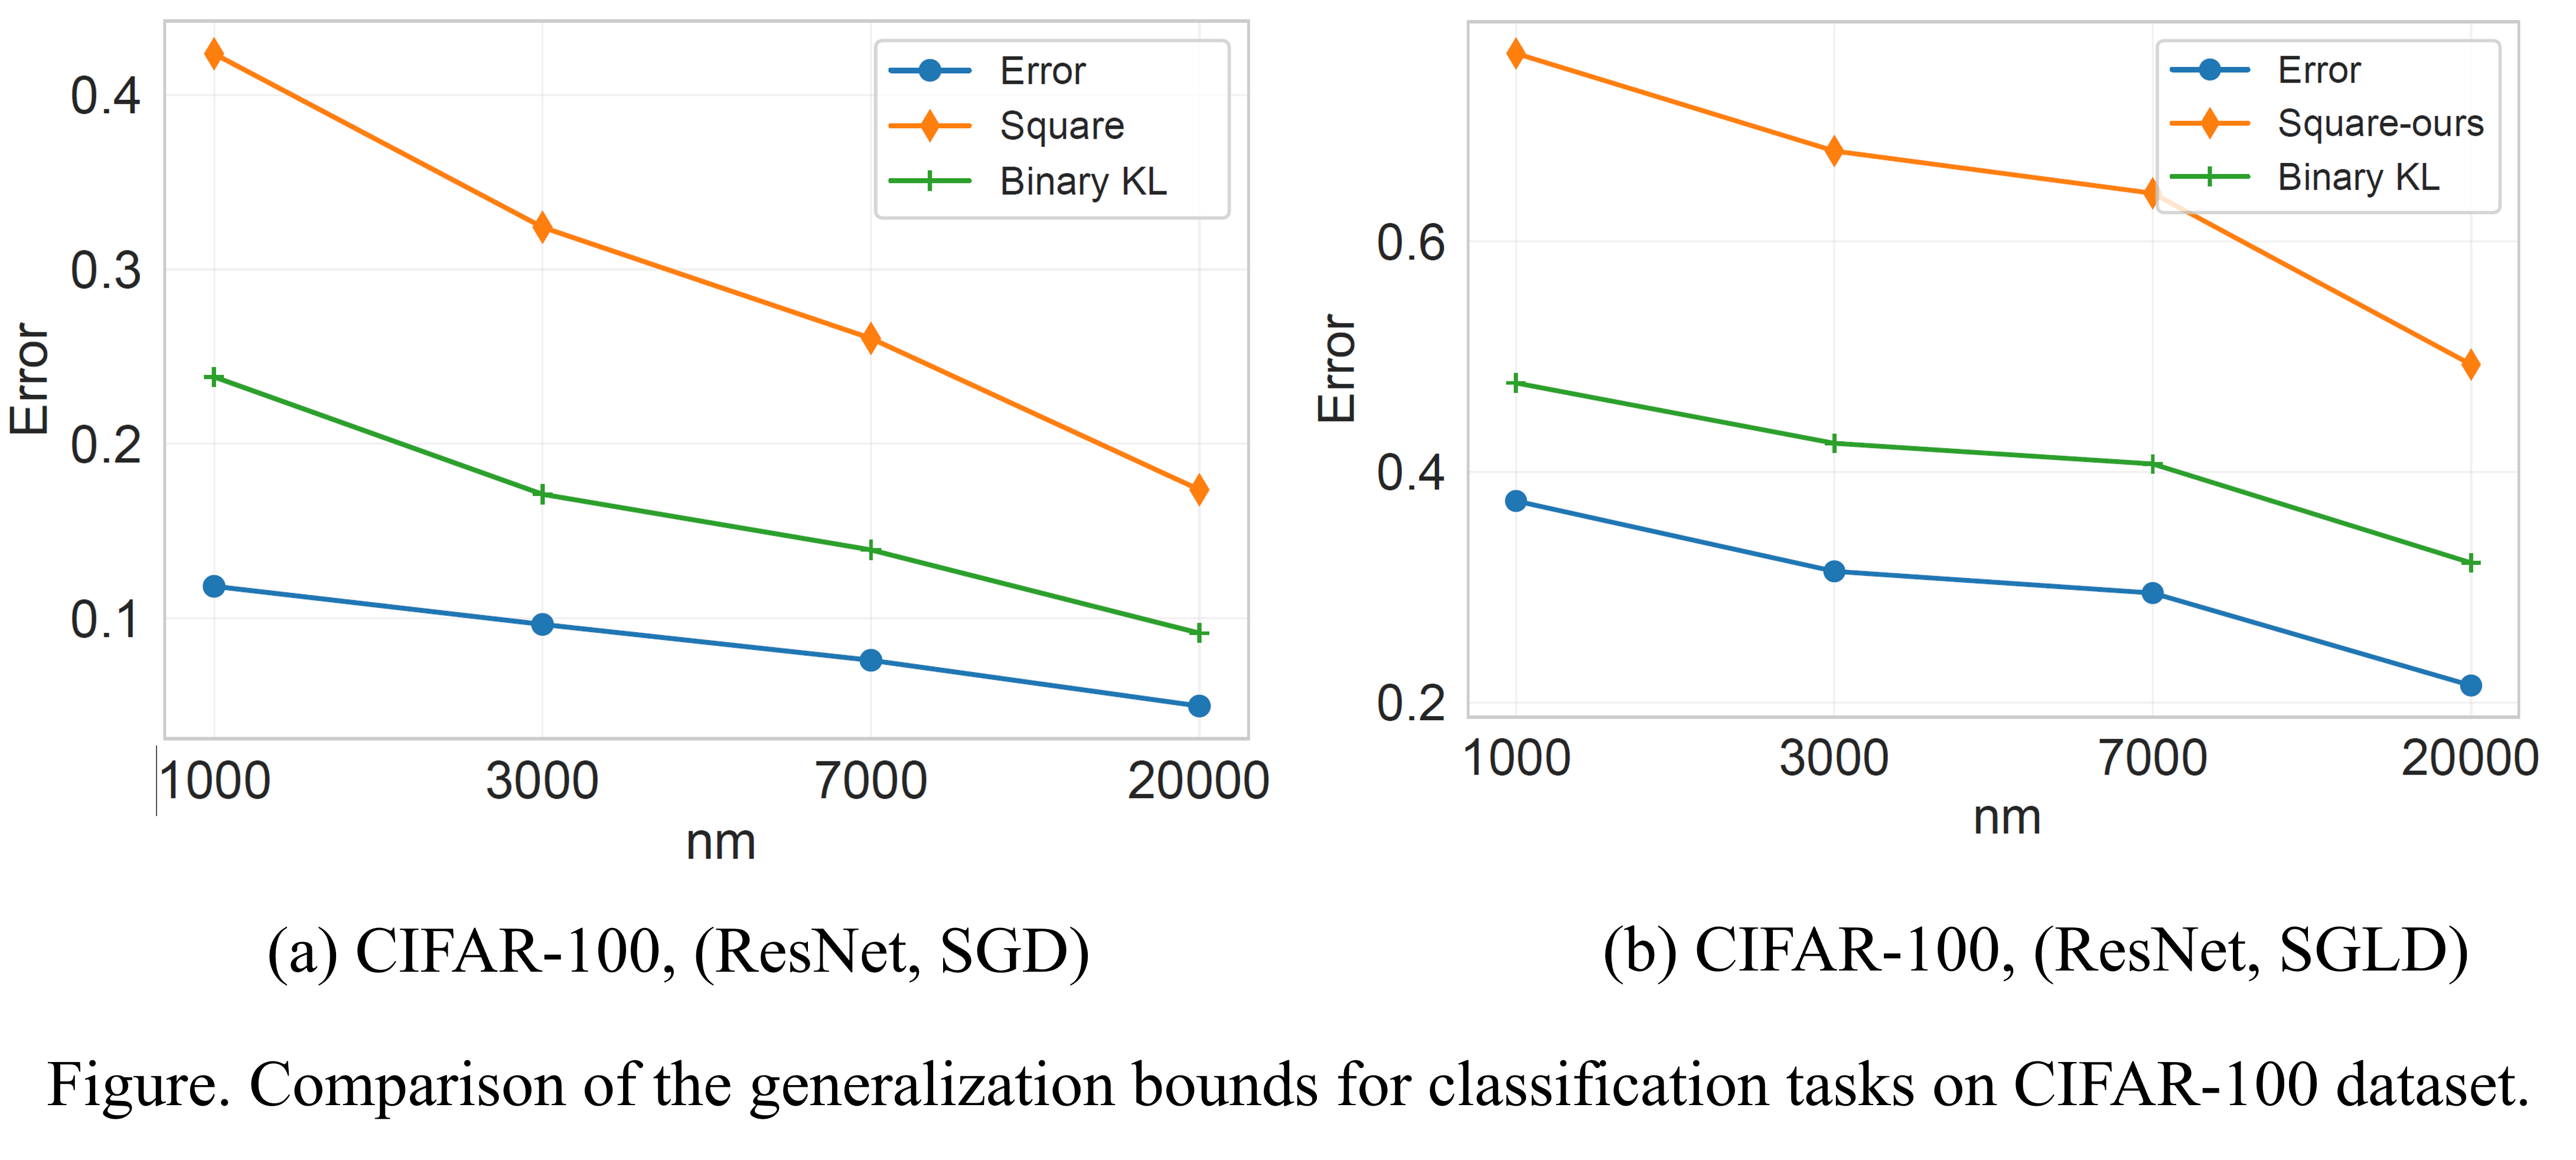 Error
0.4
0.3
0.2
0.1
Error
Square
Binary KL
1000 3000 7000 20000
nm
(a) CIFAR-100, (ResNet, SGD)
Error
0.6
0.4
0.2
Error
Square-ours
Binary KL
1000 3000 7000 20000
nm
(b) CIFAR-100, (ResNet, SGLD)
Figure. Comparison of the generalization bounds for classification tasks on CIFAR-100 dataset.